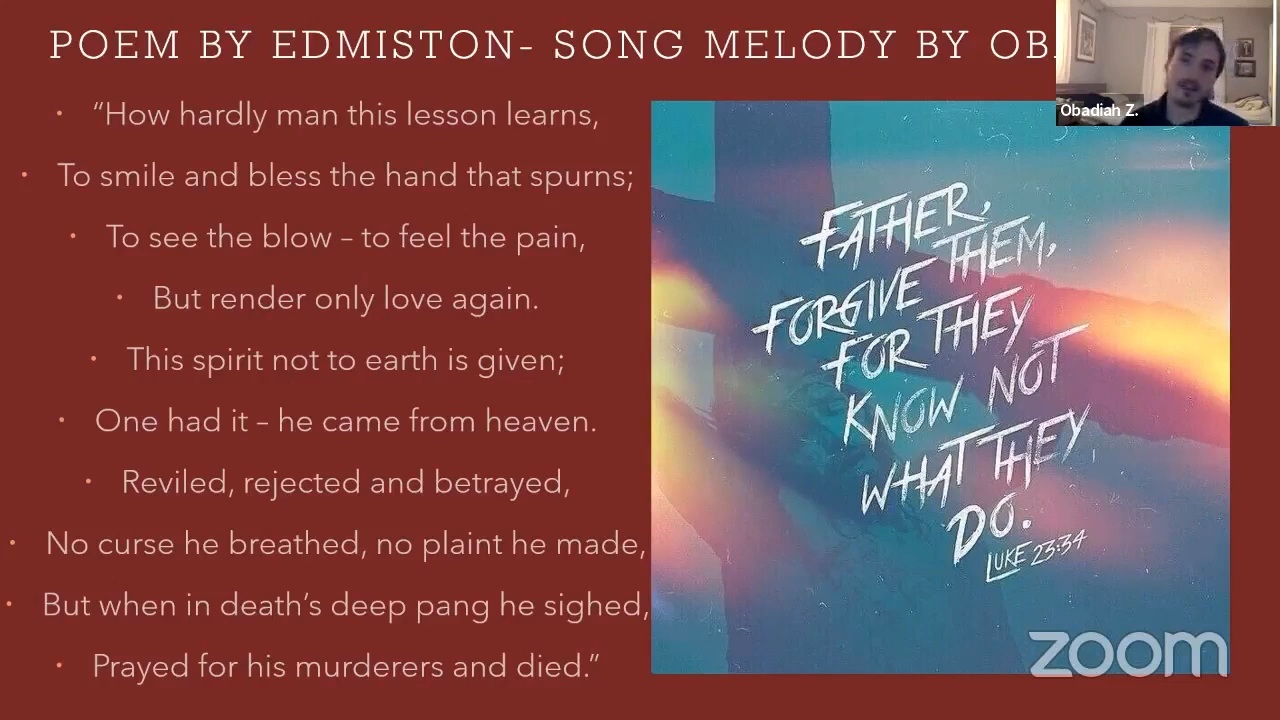 POEM BY EDMISTON- SONG MELODY BY
Obadiah Z.
• “How hardly man this lesson learns,
• To smile and bless the hand that spurns;
• To see the blow – to feel the pain,
• But render only love again.
• This spirit not to earth is given;
• One had it – he came from heaven.
• Reviled, rejected and betrayed,
• No curse he breathed, no plaint he made,
• But when in death’s deep pang he sighed,
• Prayed for his murderers and died.”
FATHER,
FORGIVE THEM,
FOR THEY
KNOW NOT
WHAT THEY
DO.
LUKE 23:34
zoom